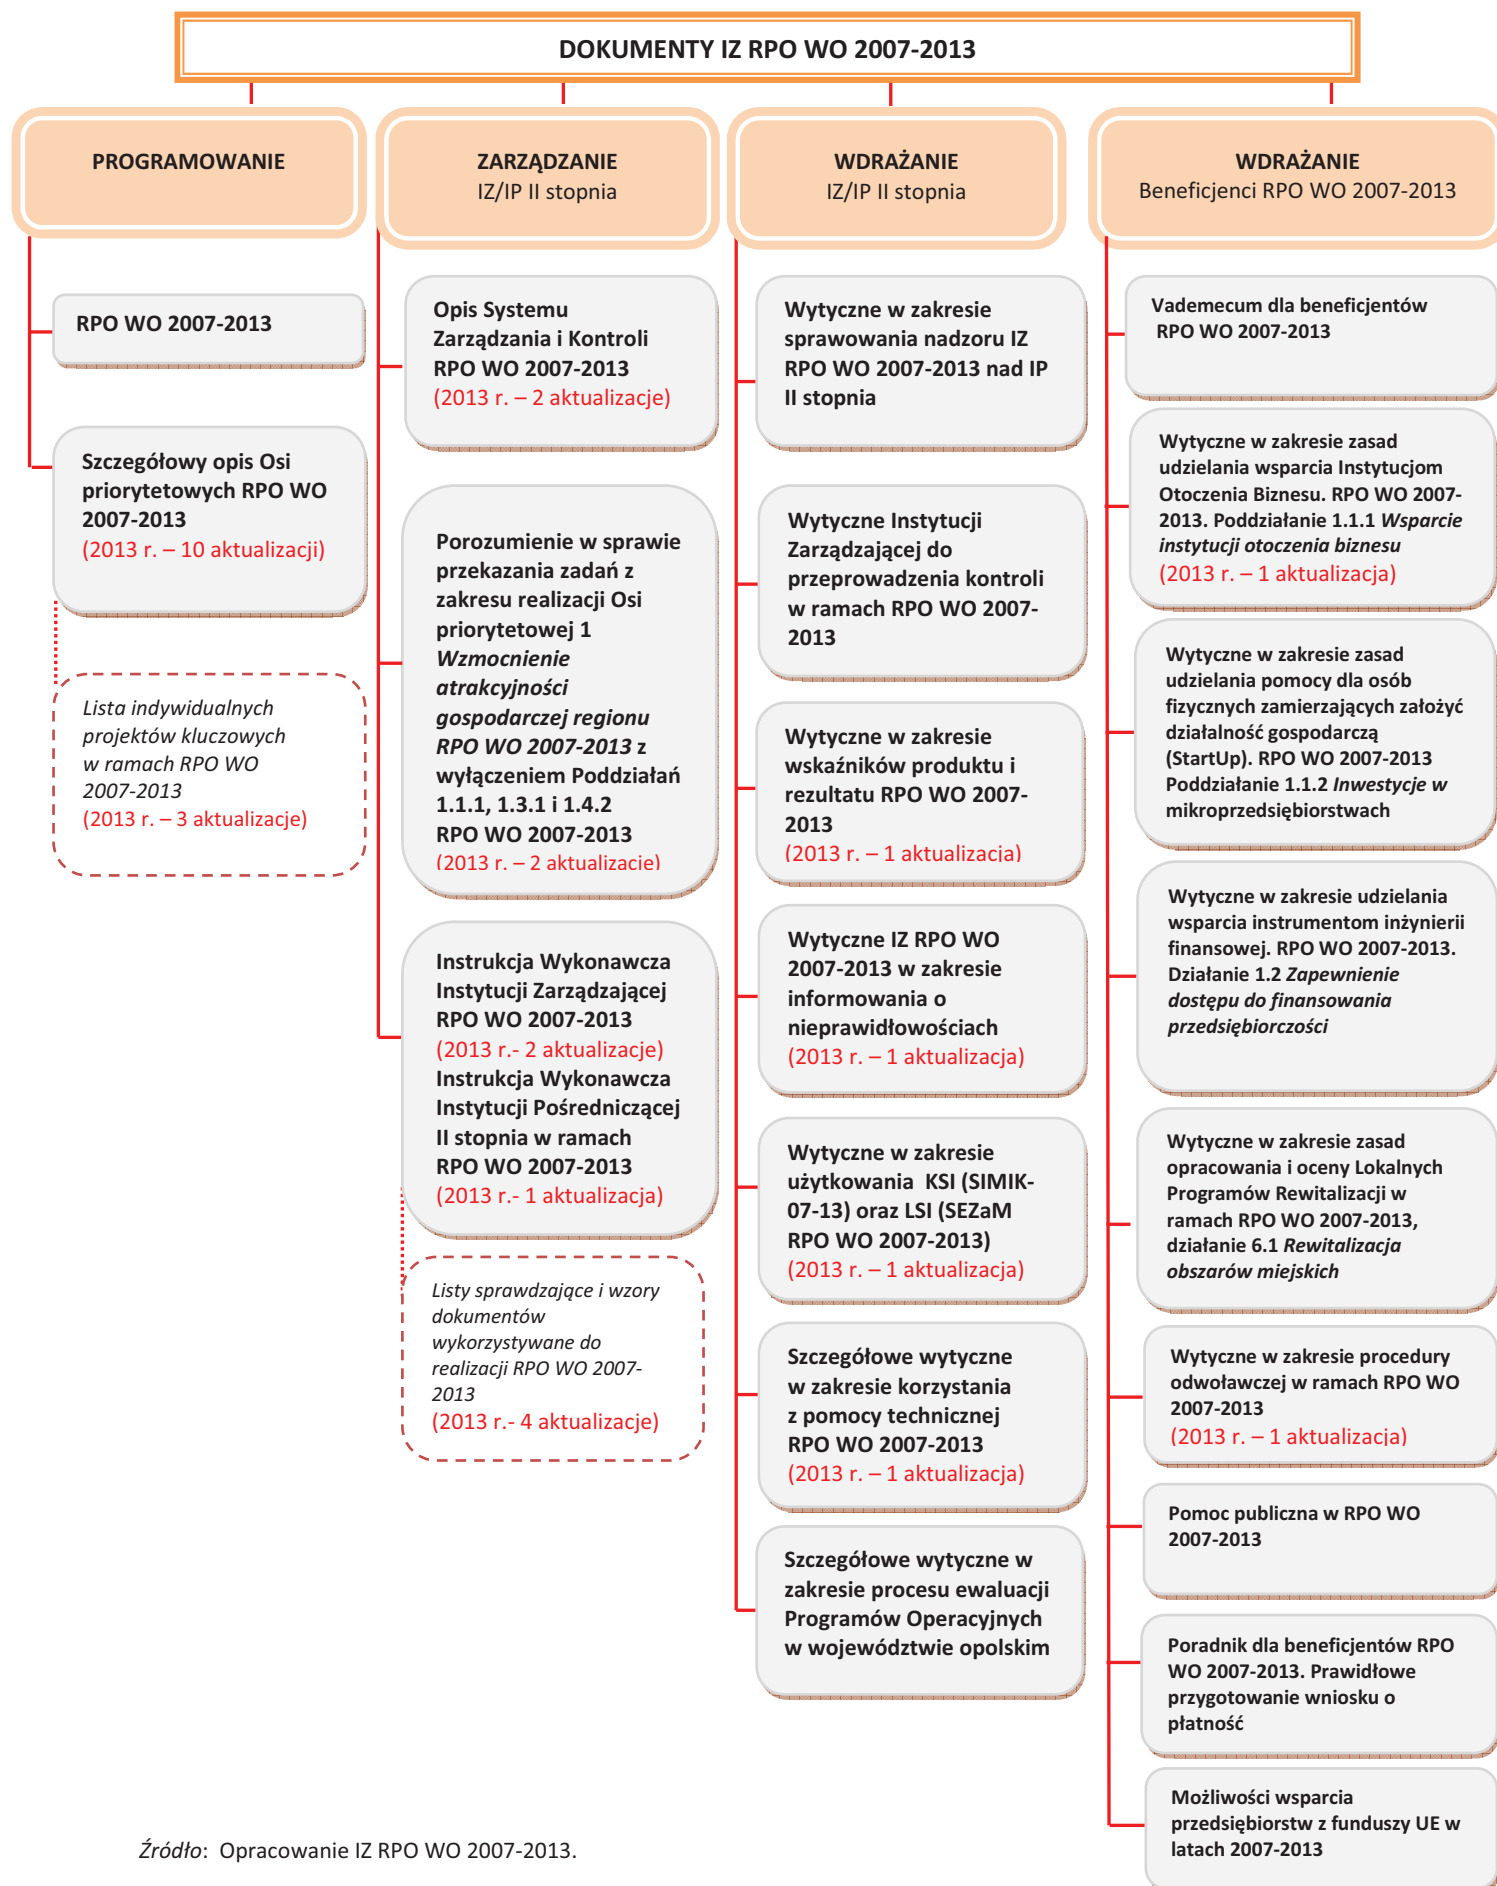 DOKUMENTY IZ RPO WO 2007-2013
PROGRAMOWANIE
RPO WO 2007-2013
Szczegółowy opis Osi
priorytetowych RPO WO
2007-2013
(2013 r. – 10 aktualizacji)
Lista indywidualnych
projektów kluczowych
w ramach RPO WO
2007-2013
(2013 r. – 3 aktualizacje)
ZARZĄDZANIE
IZ/IP II stopnia
Opis Systemu
Zarządzania i Kontroli
RPO WO 2007-2013
(2013 r. – 2 aktualizacje)
Porozumienie w sprawie
przekazania zadań z
zakresu realizacji Osi
priorytetowej 1
Wzmocnienie
atrakcyjności
gospodarczej regionu
RPO WO 2007-2013 z
wyłączeniem Poddziałań
1.1.1, 1.3.1 i 1.4.2
RPO WO 2007-2013
(2013 r. – 2 aktualizacje)
Instrukcja Wykonawcza
Instytucji Zarządzającej
RPO WO 2007-2013
(2013 r.- 2 aktualizacje)
Instrukcja Wykonawcza
Instytucji Pośredniczącej
II stopnia w ramach
RPO WO 2007-2013
(2013 r.- 1 aktualizacja)
Listy sprawdzające i wzory
dokumentów
wykorzystywane do
realizacji RPO WO 2007-
2013
(2013 r.- 4 aktualizacje)
WDRAŻANIE
IZ/IP II stopnia
Wytyczne w zakresie
sprawowania nadzoru IZ
RPO WO 2007-2013 nad IP
II stopnia
Wytyczne Instytucji
Zarządzającej do
przeprowadzenia kontroli
w ramach RPO WO 2007-
2013
Wytyczne w zakresie
wskaźników produktu i
rezultatu RPO WO 2007-
2013
(2013 r. – 1 aktualizacja)
Wytyczne IZ RPO WO
2007-2013 w zakresie
informowania o
nieprawidłowościach
(2013 r. – 1 aktualizacja)
Wytyczne w zakresie
użytkowania KSI (SIMIK-
07-13) oraz LSI (SEZaM
RPO WO 2007-2013)
(2013 r. – 1 aktualizacja)
Szczegółowe wytyczne
w zakresie korzystania
z pomocy technicznej
RPO WO 2007-2013
(2013 r. – 1 aktualizacja)
Szczegółowe wytyczne w
zakresie procesu ewaluacji
Programów Operacyjnych
w województwie opolskim
WDRAŻANIE
Beneficjenci RPO WO 2007-2013
Vademecum dla beneficjentów
RPO WO 2007-2013
Wytyczne w zakresie zasad
udzielania wsparcia Instytucjom
Otoczenia Biznesu. RPO WO 2007-
2013. Poddziałanie 1.1.1 Wsparcie
instytucji otoczenia biznesu
(2013 r. – 1 aktualizacja)
Wytyczne w zakresie zasad
udzielania pomocy dla osób
fizycznych zamierzających założyć
działalność gospodarczą
(StartUp). RPO WO 2007-2013
Poddziałanie 1.1.2 Inwestycje w
mikroprzedsiębiorstwach
Wytyczne w zakresie udzielania
wsparcia instrumentom inżynierii
finansowej. RPO WO 2007-2013.
Działanie 1.2 Zapewnienie
dostępu do finansowania
przedsiębiorczości
Wytyczne w zakresie zasad
opracowania i oceny Lokalnych
Programów Rewitalizacji w
ramach RPO WO 2007-2013,
działanie 6.1 Rewitalizacja
obszarów miejskich
Wytyczne w zakresie procedury
odwoławczej w ramach RPO WO
2007-2013
(2013 r. – 1 aktualizacja)
Pomoc publiczna w RPO WO
2007-2013
Poradnik dla beneficjentów RPO
WO 2007-2013. Prawidłowe
przygotowanie wniosku o
płatność
Możliwości wsparcia
przedsiębiorstw z funduszy UE w
latach 2007-2013
Źródło: Opracowanie IZ RPO WO 2007-2013.